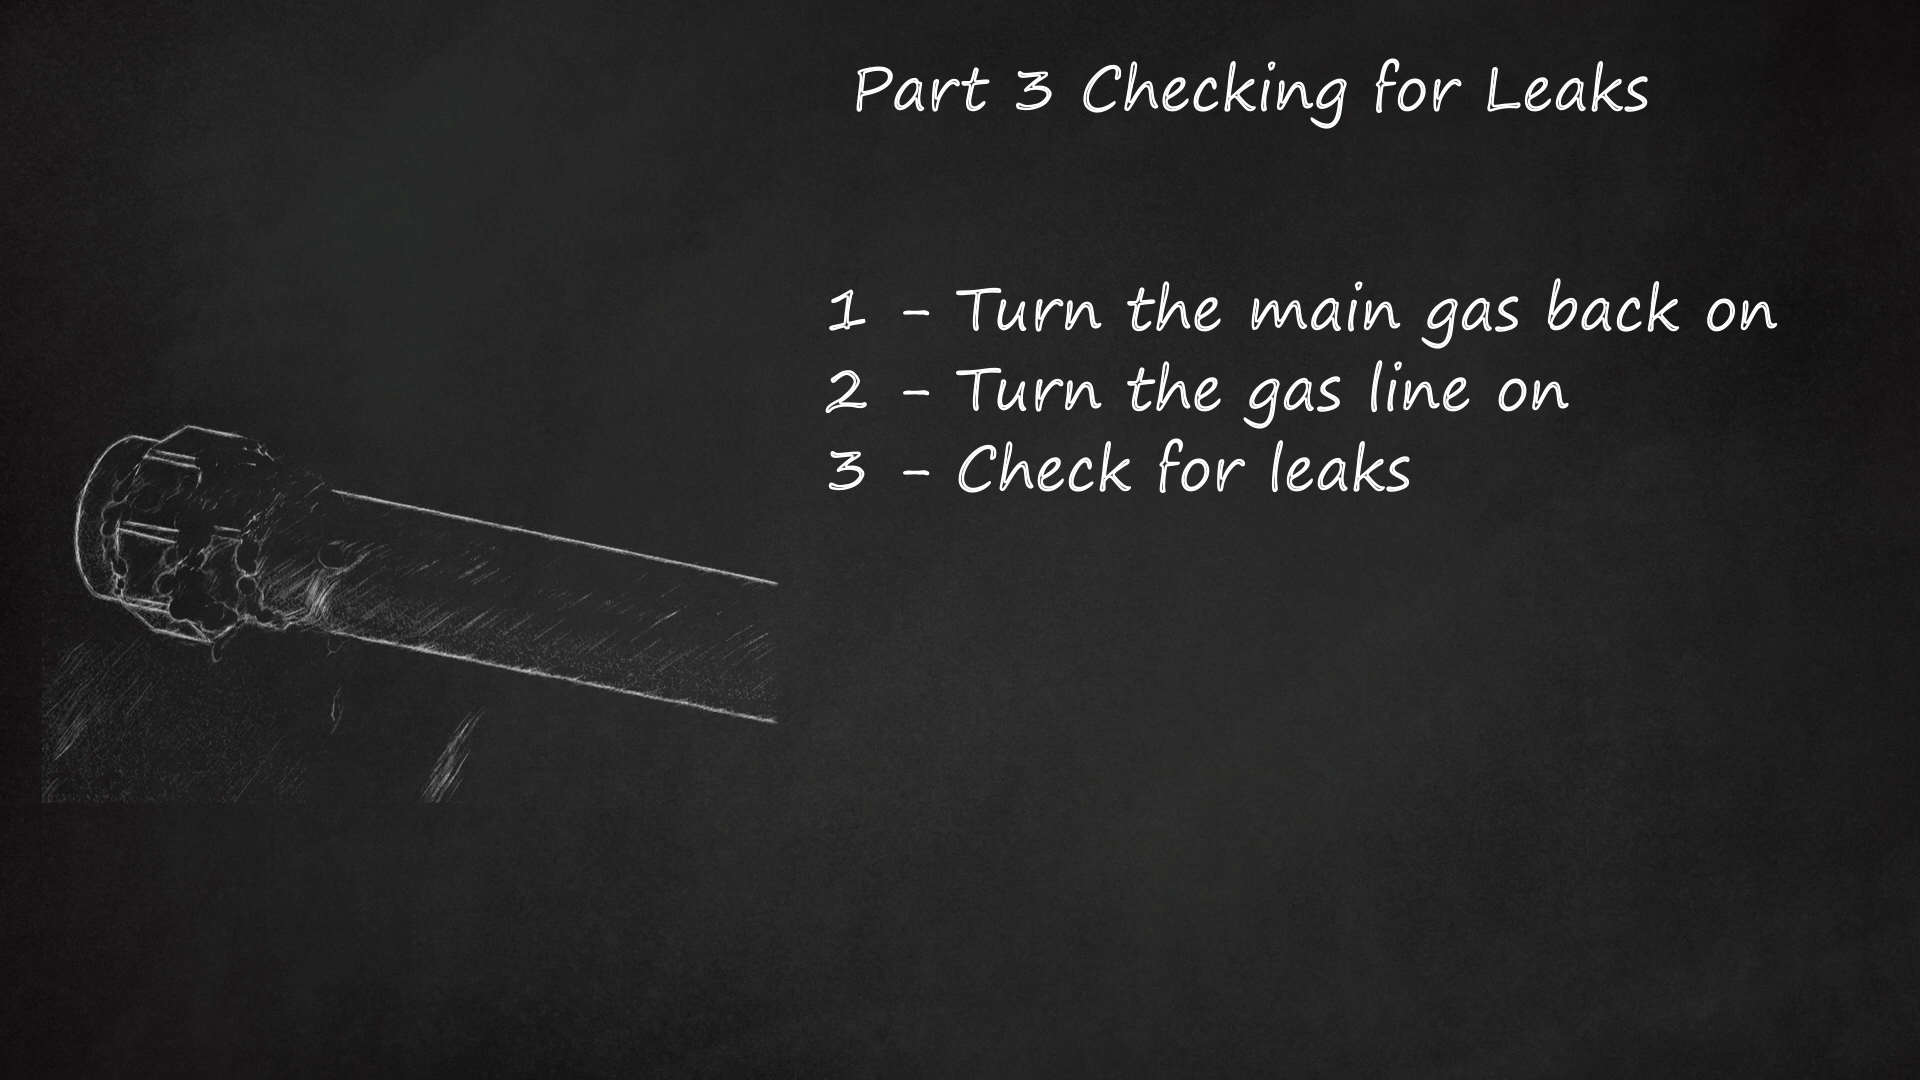 Part 3 Checking for Leaks
1 - Turn the main gas back on
2 - Turn the gas line on
3 - Check for leaks